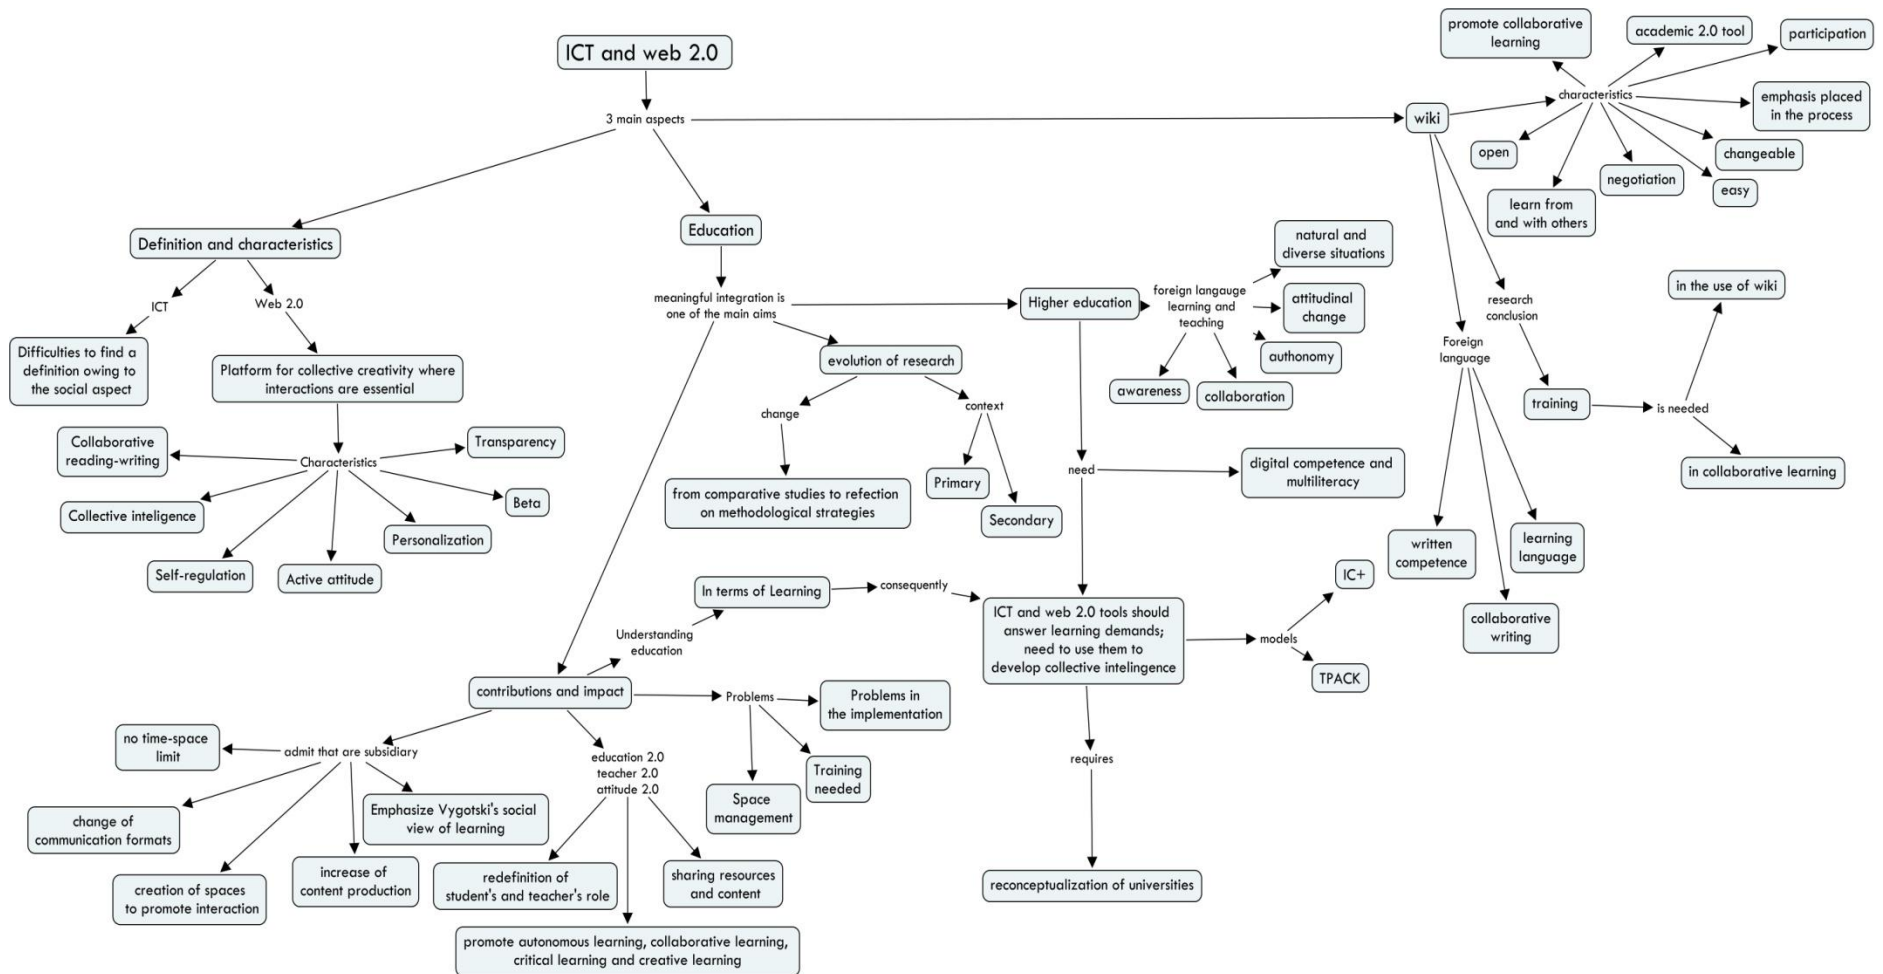 ICT and web 2.0
3 main aspects
Definition and characteristics
ICT
Difficulties to find a
definition owing to
the social aspect
Web 2.0
Platform for collective creativity where
interactions are essential
Characteristics
Collaborative
reading-writing
Collective inteligence
Self-regulation
Active attitude
Personalization
Beta
Transparency
Education
meaningful integration is
one of the main aims
evolution of research
change
from comparative studies to refection
on methodological strategies
context
Primary
Secondary
Higher education
foreign langauge
learning and
teaching
natural and
diverse situations
attitudinal
change
authonomy
collaboration
awareness
need
digital competence and
multiliteracy
ICT and web 2.0 tools should
answer learning demands;
need to use them to
develop collective intelingence
models
IC+
TPACK
requires
reconceptualization of universities
contributions and impact
Understanding
education
In terms of Learning
consequently
Problems
Problems in
the implementation
Training
needed
Space
management
admit that are subsidiary
no time-space
limit
change of
communication formats
creation of spaces
to promote interaction
increase of
content production
Emphasize Vygotski's social
view of learning
education 2.0
teacher 2.0
attitude 2.0
redefinition of
student's and teacher's role
promote autonomous learning, collaborative learning,
critical learning and creative learning
sharing resources
and content
wiki
characteristics
promote collaborative
learning
academic 2.0 tool
participation
emphasis placed
in the process
changeable
easy
negotiation
learn from
and with others
open
research
conclusion
training
is needed
in the use of wiki
in collaborative learning
Foreign
language
written
competence
collaborative
writing
learning
language